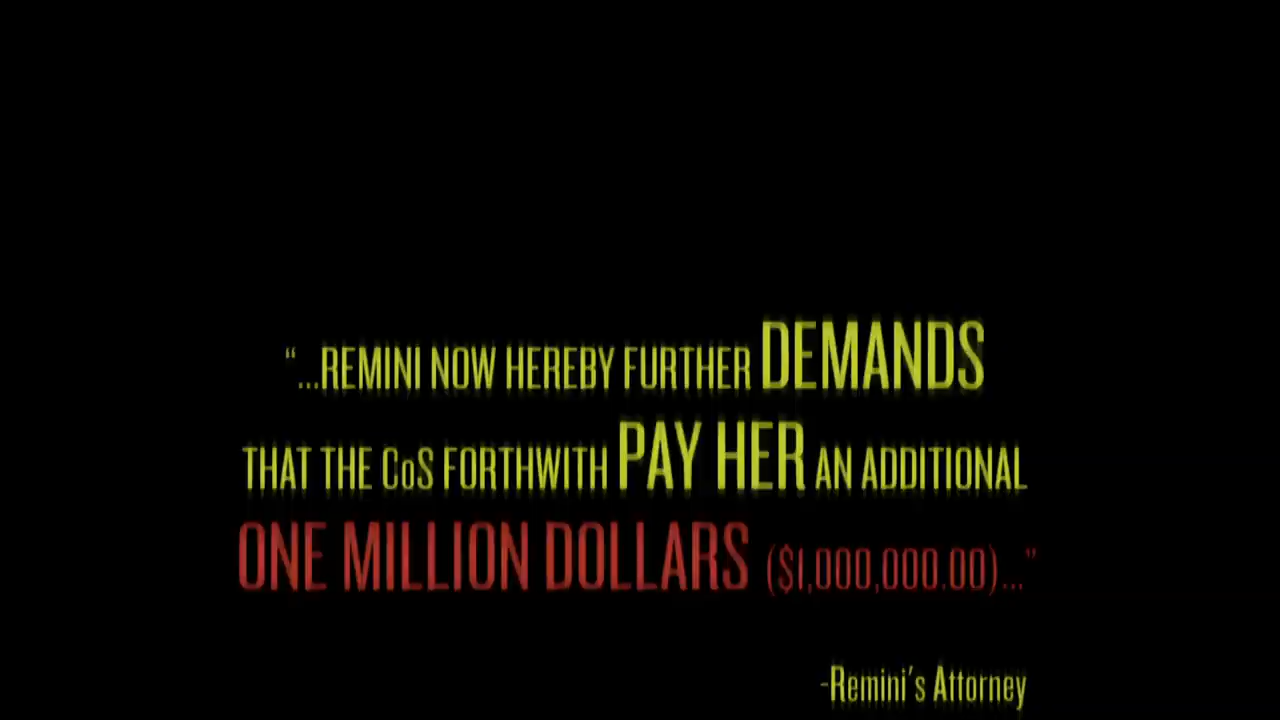 “...REMINI NOW HEREBY FURTHER DEMANDS
THAT THE CoS FORTHWITH PAY HER AN ADDITIONAL
ONE MILLION DOLLARS ($1,000,000.00)...”
-Remini's Attorney